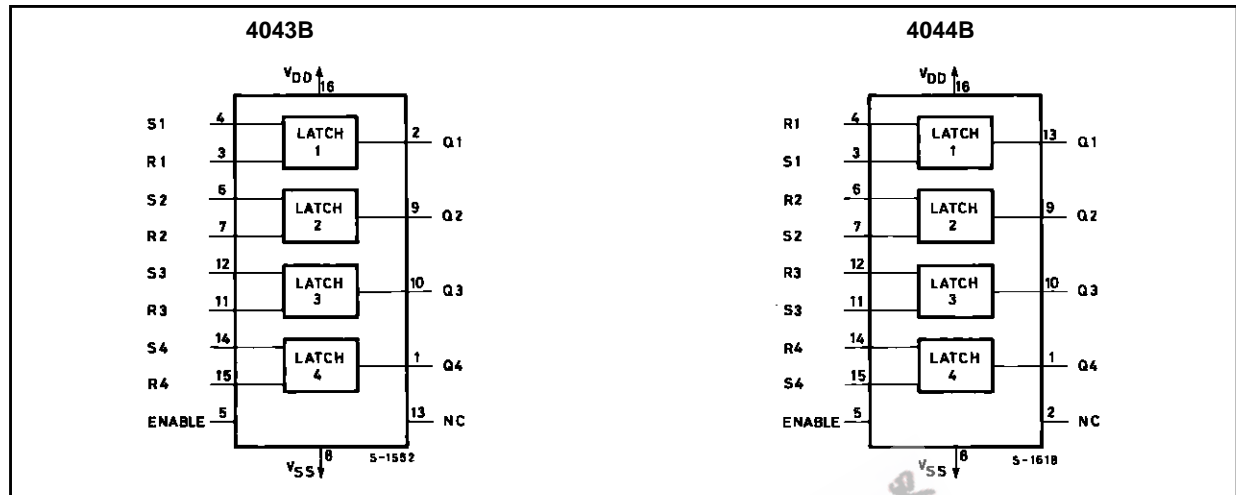 4043B
VDD
16
S1 4
LATCH 1
2 Q1
R1 3
S2 6
LATCH 2
9 Q2
R2 7
S3 12
LATCH 3
10 Q3
R3 11
S4 14
LATCH 4
1 Q4
R4 15
ENABLE 5
13 NC
VSS
8
S-1552
4044B
VDD
16
R1 4
LATCH 1
13 Q1
S1 3
R2 6
LATCH 2
9 Q2
S2 7
R3 12
LATCH 3
10 Q3
S3 11
R4 14
LATCH 4
1 Q4
S4 15
ENABLE 5
2 NC
VSS
8
S-1618